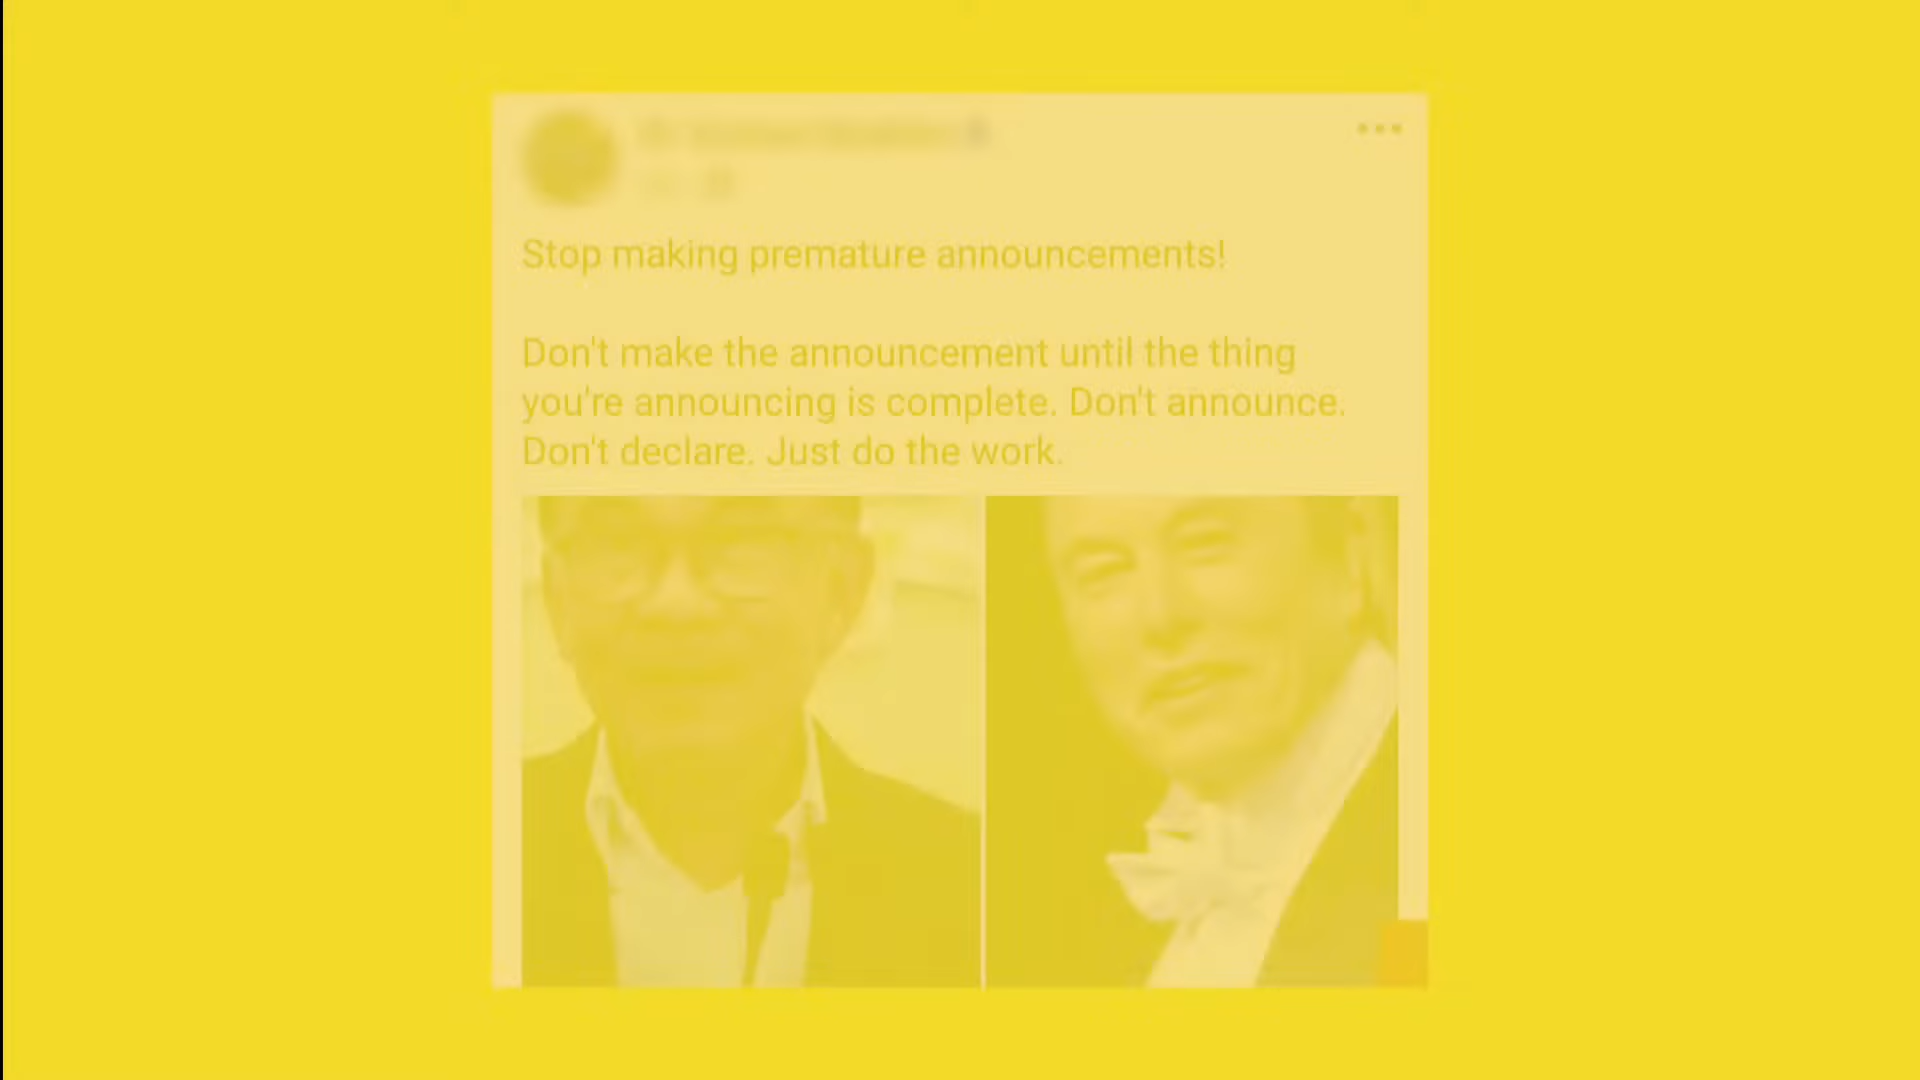 Stop making premature announcements!
Don't make the announcement until the thing
you're announcing is complete. Don't announce.
Don't declare. Just do the work.